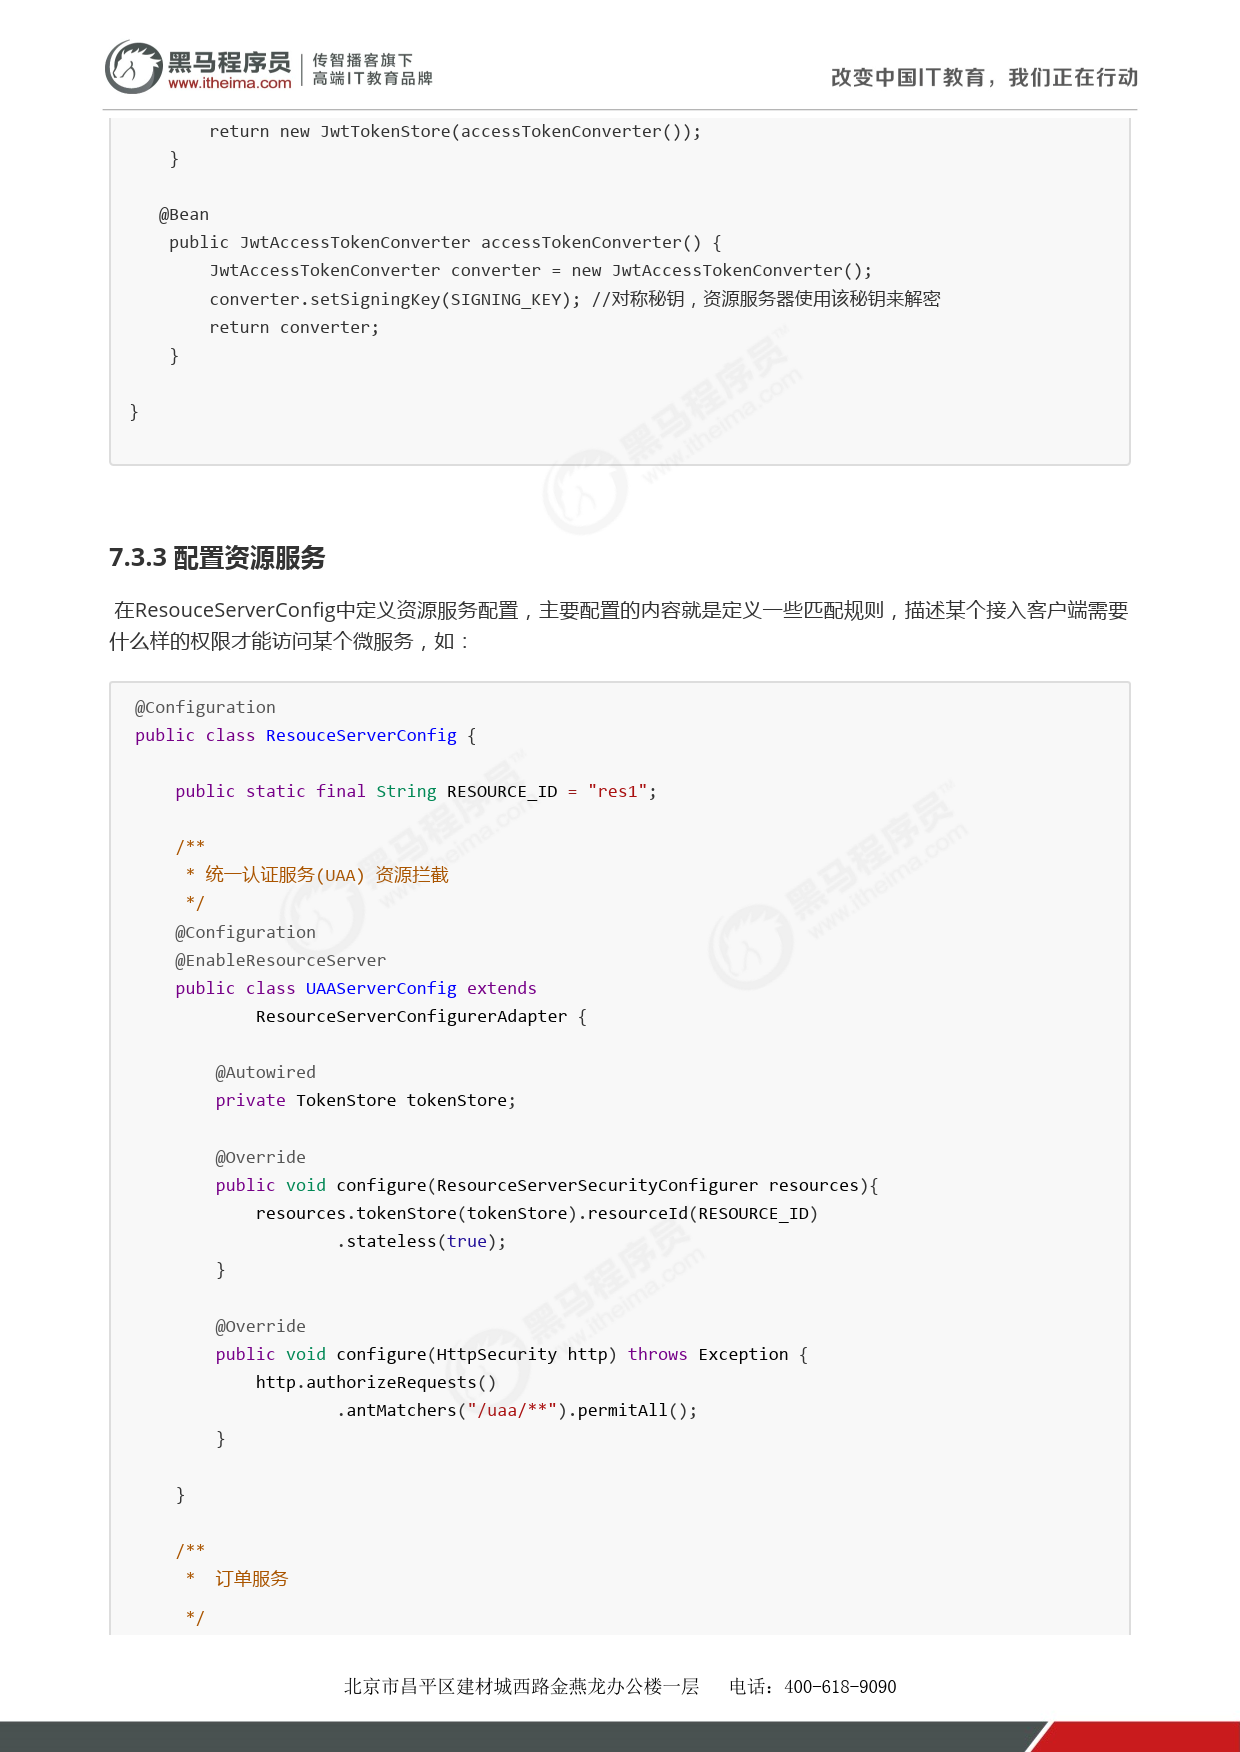 黑马程序员
www.itheima.com
传智播客旗下
高端IT教育品牌
改变中国IT教育，我们正在行动
        return new JwtTokenStore(accessTokenConverter());
    }

   @Bean
    public JwtAccessTokenConverter accessTokenConverter() {
        JwtAccessTokenConverter converter = new JwtAccessTokenConverter();
        converter.setSigningKey(SIGNING_KEY); //对称秘钥，资源服务器使用该秘钥来解密
        return converter;
    }

}

7.3.3 配置资源服务
在ResouceServerConfig中定义资源服务配置，主要配置的内容就是定义一些匹配规则，描述某个接入客户端需要
什么样的权限才能访问某个微服务，如：
@Configuration
public class ResouceServerConfig {

    public static final String RESOURCE_ID = "res1";

    /**
     * 统一认证服务(UAA) 资源拦截
     */
    @Configuration
    @EnableResourceServer
    public class UAAServerConfig extends
            ResourceServerConfigurerAdapter {

        @Autowired
        private TokenStore tokenStore;

        @Override
        public void configure(ResourceServerSecurityConfigurer resources){
            resources.tokenStore(tokenStore).resourceId(RESOURCE_ID)
                    .stateless(true);
        }

        @Override
        public void configure(HttpSecurity http) throws Exception {
            http.authorizeRequests()
                    .antMatchers("/uaa/**").permitAll();
        }

    }

    /**
     *  订单服务
     */
北京市昌平区建材城西路金燕龙办公楼一层 电话：400-618-9090